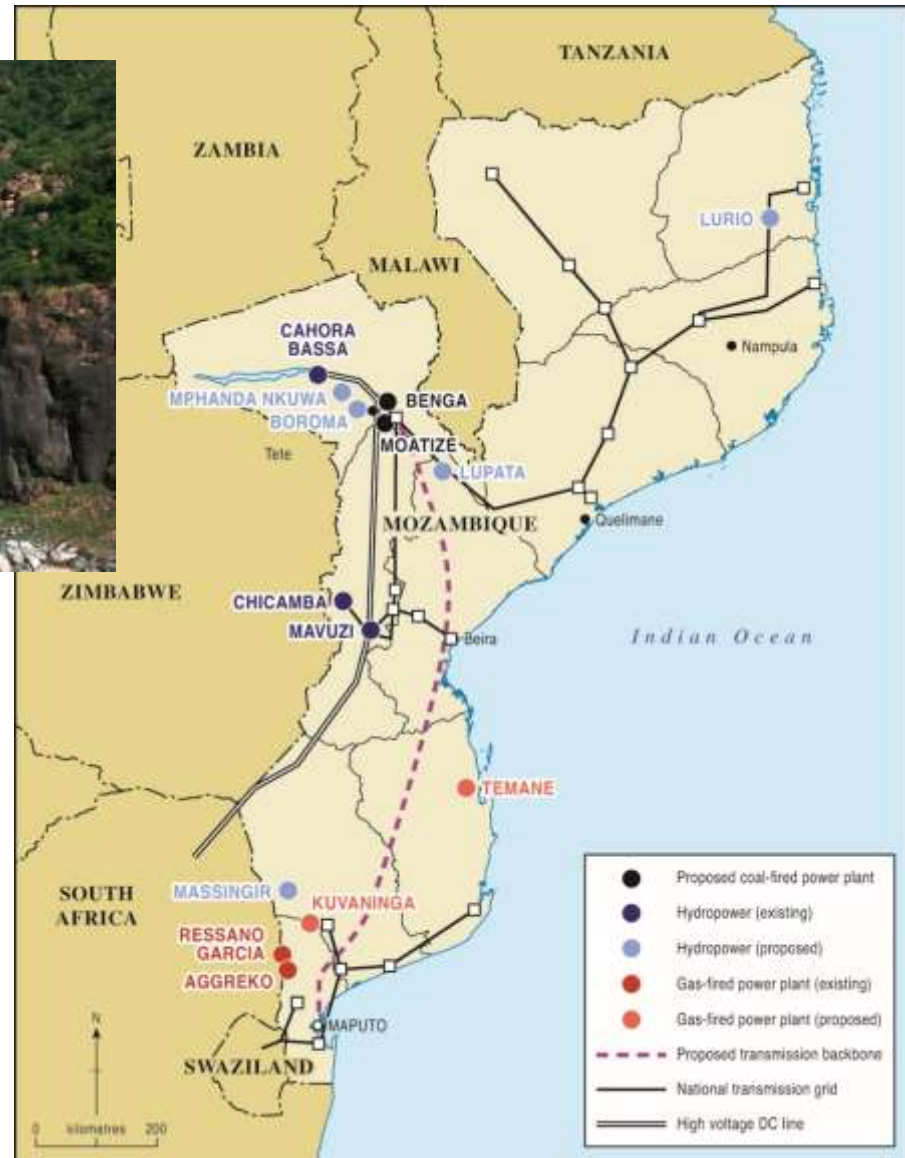 TANZANIA
ZAMBIA
LURIO
MALAWI
CAHORA
BASSA
Nampula
MPHANDA NKUWA
BENGA
BOROMA
MOATIZE
Tete
LUPATA
MOZAMBIQUE
Quelimane
ZIMBABWE
CHICAMBA
MAVUZI
Beira
Indian Ocean
TEMANE
SOUTH
AFRICA
MASSINGIR
KUVANINGA
RESSANO
GARCIA
AGGREKO
N
MAPUTO
SWAZILAND
0 kilometres 200
Proposed coal-fired power plant
Hydropower (existing)
Hydropower (proposed)
Gas-fired power plant (existing)
Gas-fired power plant (proposed)
Proposed transmission backbone
National transmission grid
High voltage DC line